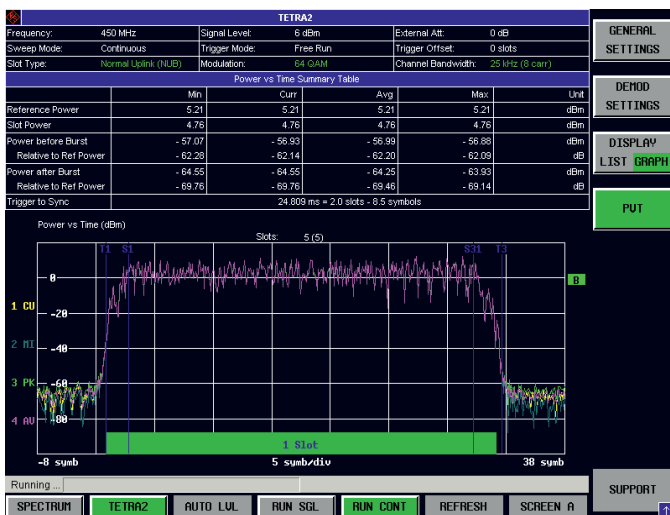 TETRA2
Frequency: 450 MHz Signal Level: 6 dBm External Att: 0 dB
Sweep Mode: Continuous Trigger Mode: Free Run Trigger Offset: 0 slots
Slot Type: Normal Uplink (NUB) Modulation: 64 QAM Channel Bandwidth: 25 kHz (8 carr)
Power vs Time Summary Table
Min Curr Avg Max Unit
Reference Power 5.21 5.21 5.21 5.21 dBm
Slot Power 4.76 4.76 4.76 4.76 dBm
Power before Burst - 57.07 - 56.93 - 56.99 - 56.88 dBm
Relative to Ref Power - 62.28 - 62.14 - 62.20 - 62.09 dB
Power after Burst - 64.55 - 64.55 - 64.25 - 63.93 dBm
Relative to Ref Power - 69.76 - 69.76 - 69.46 - 69.14 dB
Trigger to Sync 24.809 ms = 2.0 slots - 8.5 symbols
Power vs Time (dBm)
Slots: 5 (5)
T1 S1 S31 T3
0
B
1 CU
-20
2 MI
-40
3 PK
-60
4 AV
-80
1 Slot
-8 symb 5 symb/div 38 symb
Running ...
SPECTRUM TETRA2 AUTO LVL RUN SGL RUN CONT REFRESH SCREEN A
GENERAL
SETTINGS
DEMOD
SETTINGS
DISPLAY
LIST GRAPH
PVT
SUPPORT